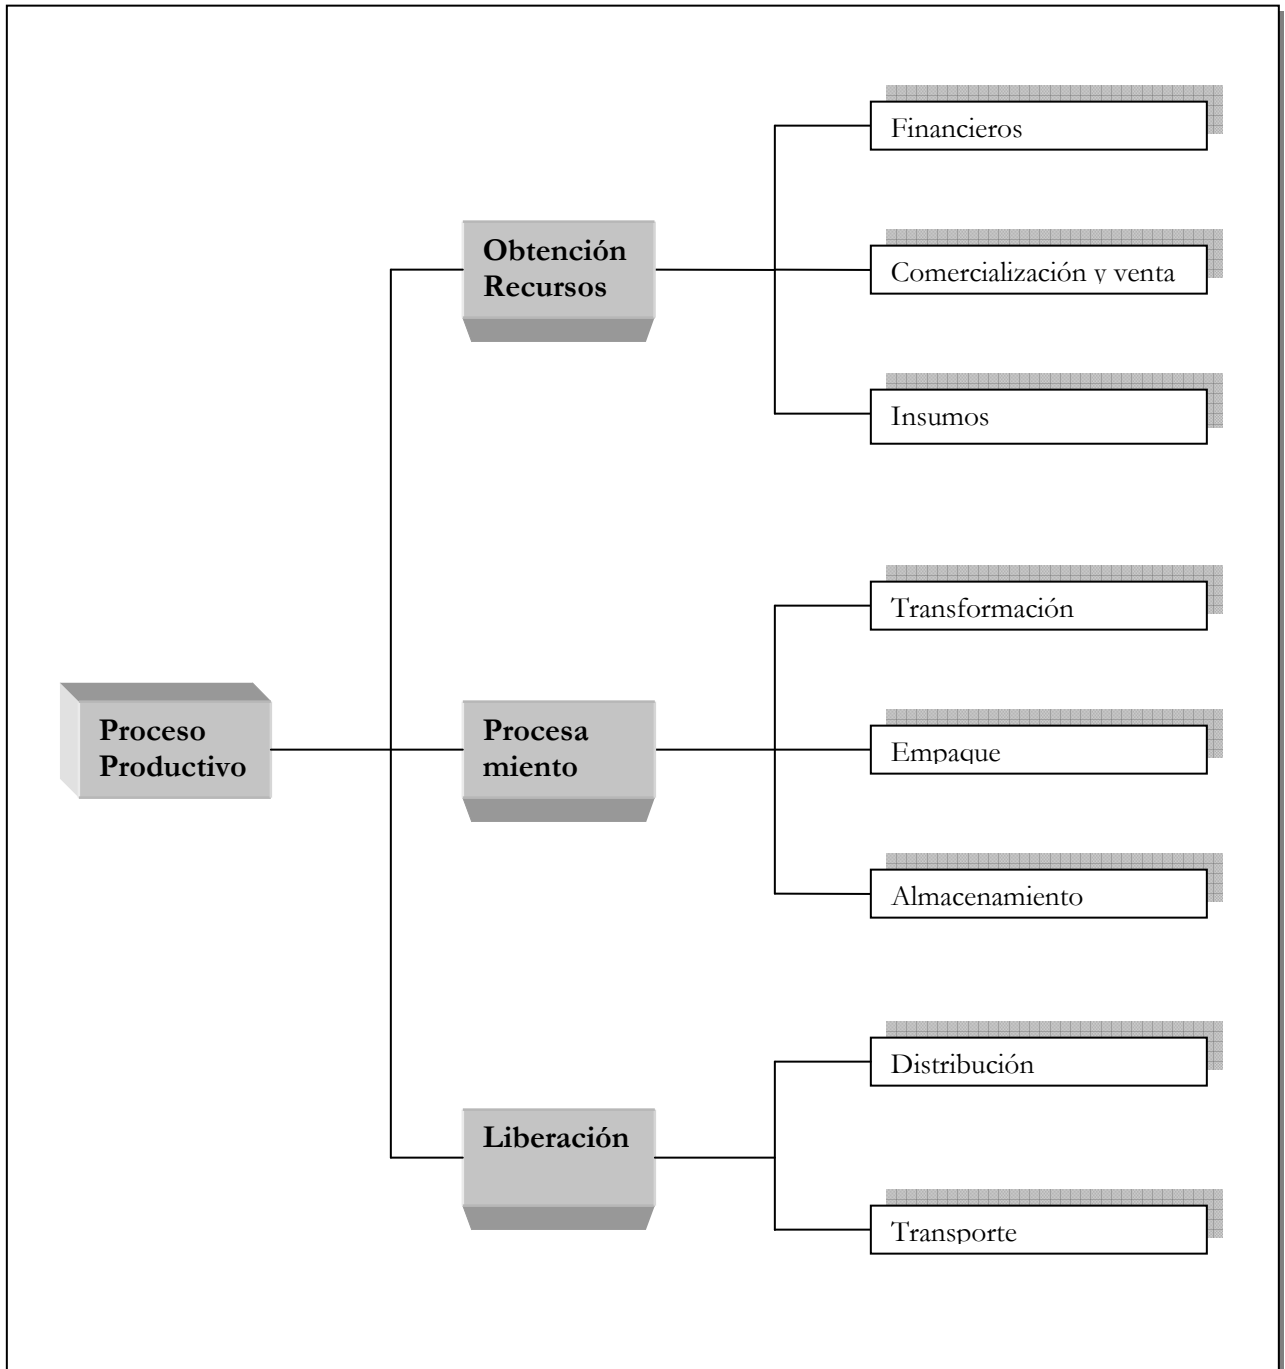 Proceso
Productivo
Obtención
Recursos
Financieros
Comercialización y venta
Insumos
Procesa
miento
Transformación
Empaque
Almacenamiento
Liberación
Distribución
Transporte